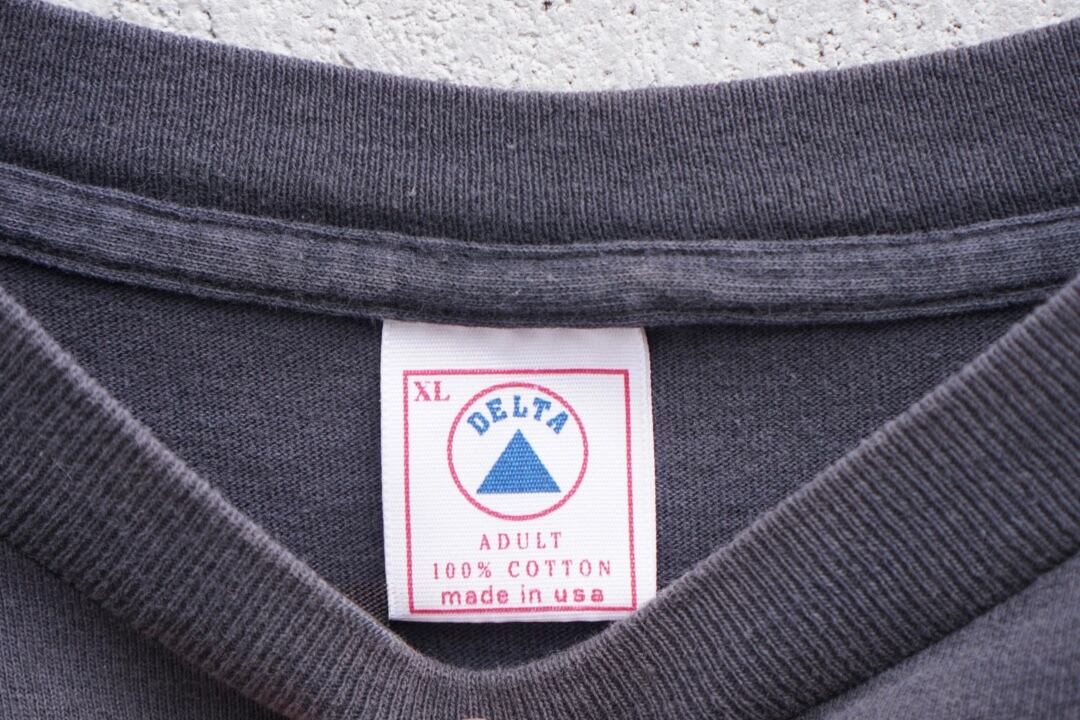 XL
DELTA
ADULT
100% COTTON
made in usa